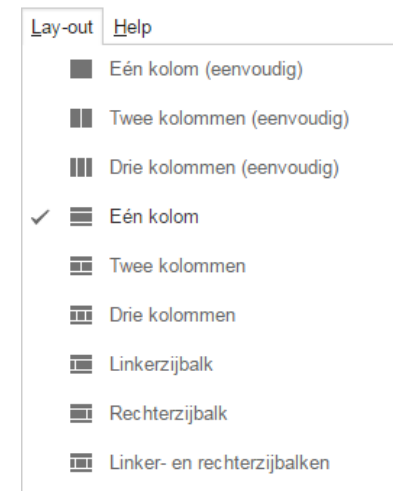 Lay-out Help
Eén kolom (eenvoudig)
Twee kolommen (eenvoudig)
Drie kolommen (eenvoudig)
Eén kolom
Twee kolommen
Drie kolommen
Linkerzijbalk
Rechterzijbalk
Linker- en rechterzijbalken